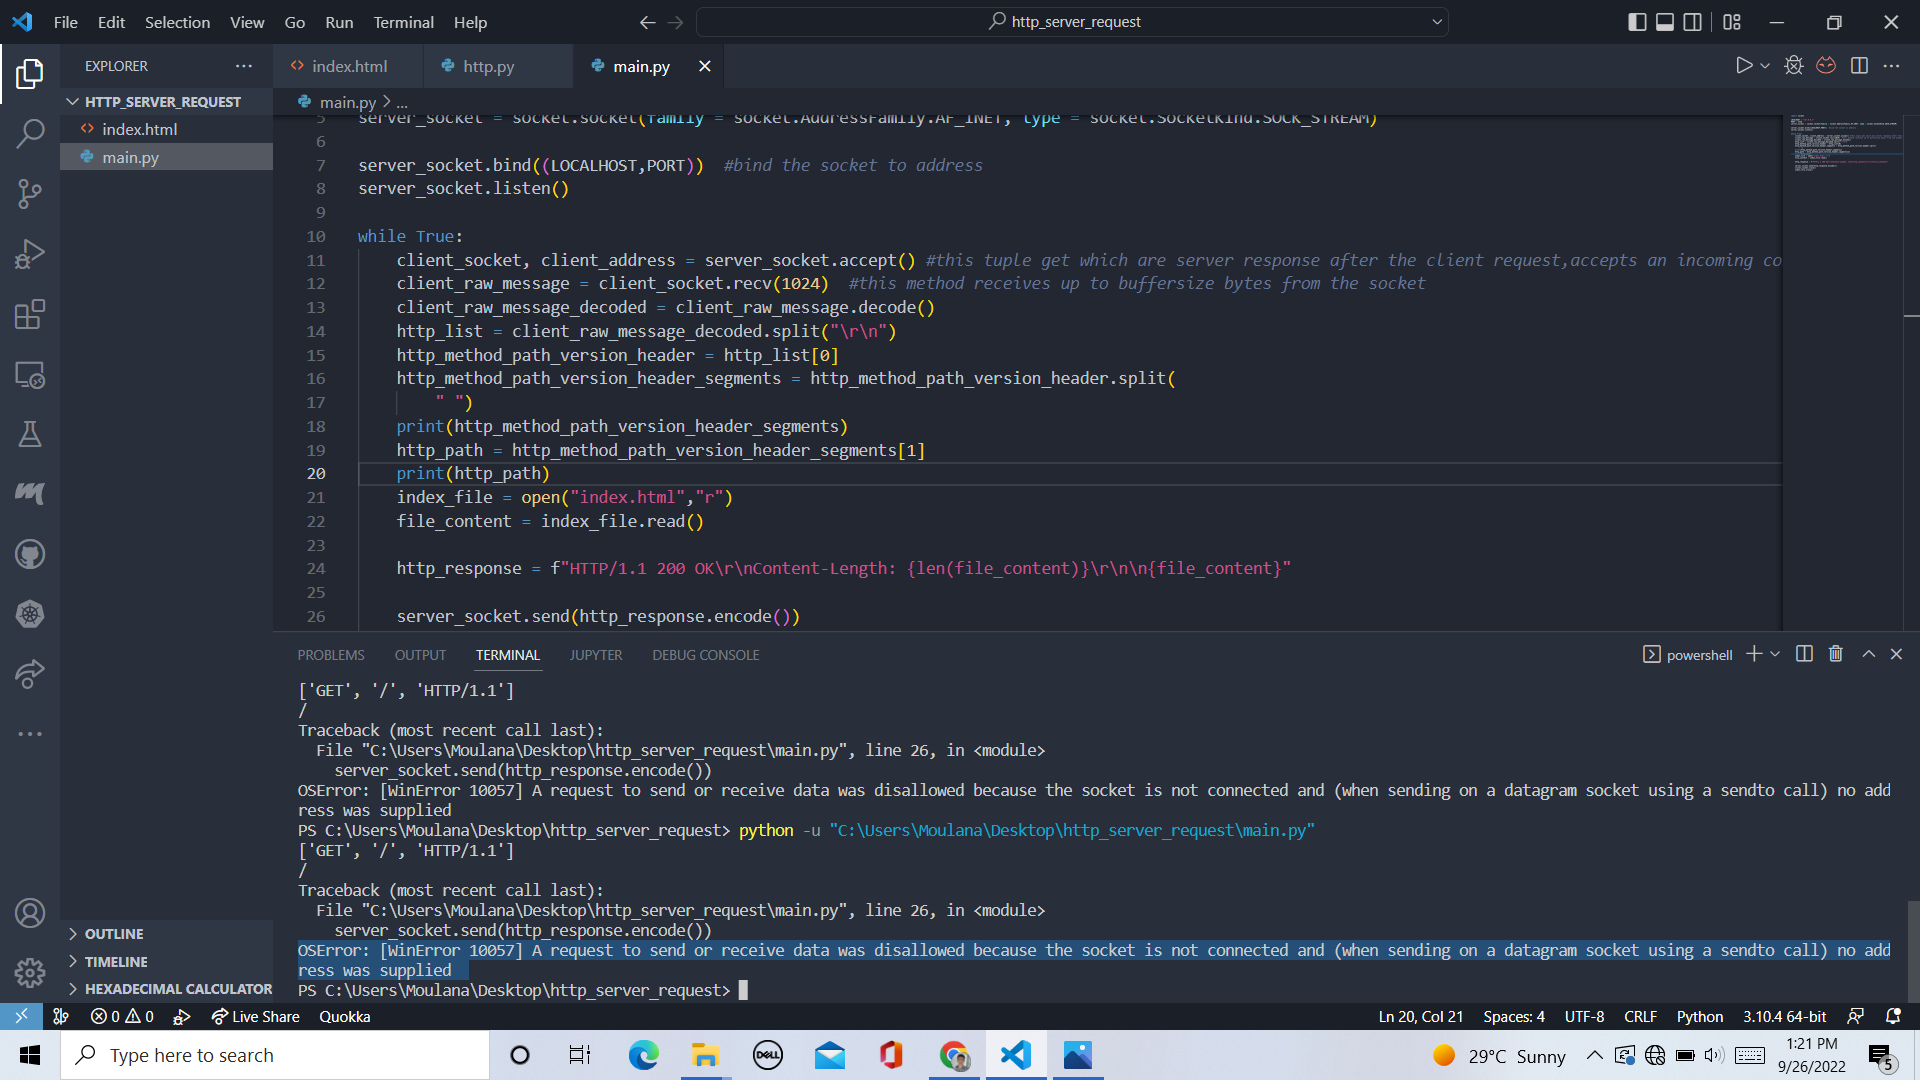 File Edit Selection View Go Run Terminal Help http_server_request
EXPLORER ...
index.html http.py main.py
HTTP_SERVER_REQUEST
index.html
main.py
main.py > ...
5 server_socket = socket.socket(family = socket.AddressFamily.AF_INET, type = socket.SocketKind.SOCK_STREAM)
6
7 server_socket.bind((LOCALHOST,PORT)) #bind the socket to address
8 server_socket.listen()
9
10 while True:
11 client_socket, client_address = server_socket.accept() #this tuple get which are server response after the client request,accepts an incoming co
12 client_raw_message = client_socket.recv(1024) #this method receives up to buffersize bytes from the socket
13 client_raw_message_decoded = client_raw_message.decode()
14 http_list = client_raw_message_decoded.split("\r\n")
15 http_method_path_version_header = http_list[0]
16 http_method_path_version_header_segments = http_method_path_version_header.split(
17 " ")
18 print(http_method_path_version_header_segments)
19 http_path = http_method_path_version_header_segments[1]
20 print(http_path)
21 index_file = open("index.html","r")
22 file_content = index_file.read()
23
24 http_response = f"HTTP/1.1 200 OK\r\nContent-Length: {len(file_content)}\r\n\n{file_content}"
25
26 server_socket.send(http_response.encode())
PROBLEMS OUTPUT TERMINAL JUPYTER DEBUG CONSOLE powershell
['GET', '/', 'HTTP/1.1']
/
Traceback (most recent call last):
File "C:\Users\Moulana\Desktop\http_server_request\main.py", line 26, in <module>
server_socket.send(http_response.encode())
OSError: [WinError 10057] A request to send or receive data was disallowed because the socket is not connected and (when sending on a datagram socket using a sendto call) no add
ress was supplied
PS C:\Users\Moulana\Desktop\http_server_request> python -u "C:\Users\Moulana\Desktop\http_server_request\main.py"
['GET', '/', 'HTTP/1.1']
/
Traceback (most recent call last):
File "C:\Users\Moulana\Desktop\http_server_request\main.py", line 26, in <module>
server_socket.send(http_response.encode())
OSError: [WinError 10057] A request to send or receive data was disallowed because the socket is not connected and (when sending on a datagram socket using a sendto call) no add
ress was supplied
PS C:\Users\Moulana\Desktop\http_server_request>
OUTLINE
TIMELINE
HEXADECIMAL CALCULATOR
0 0 Live Share Quokka Ln 20, Col 21 Spaces: 4 UTF-8 CRLF Python 3.10.4 64-bit
Type here to search DELL 29°C Sunny 1:21 PM
9/26/2022 5